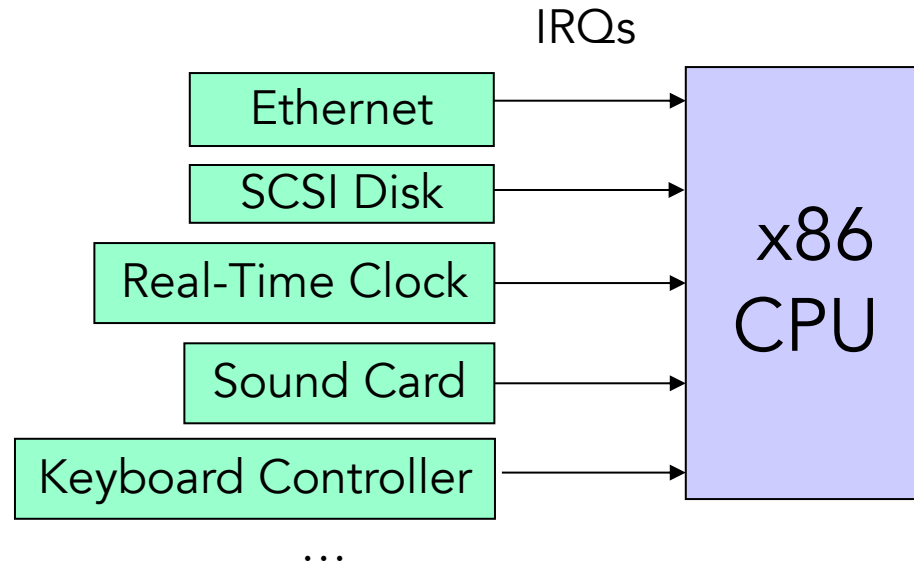 IRQs
Ethernet
SCSI Disk
Real-Time Clock
Sound Card
Keyboard Controller
...
x86
CPU